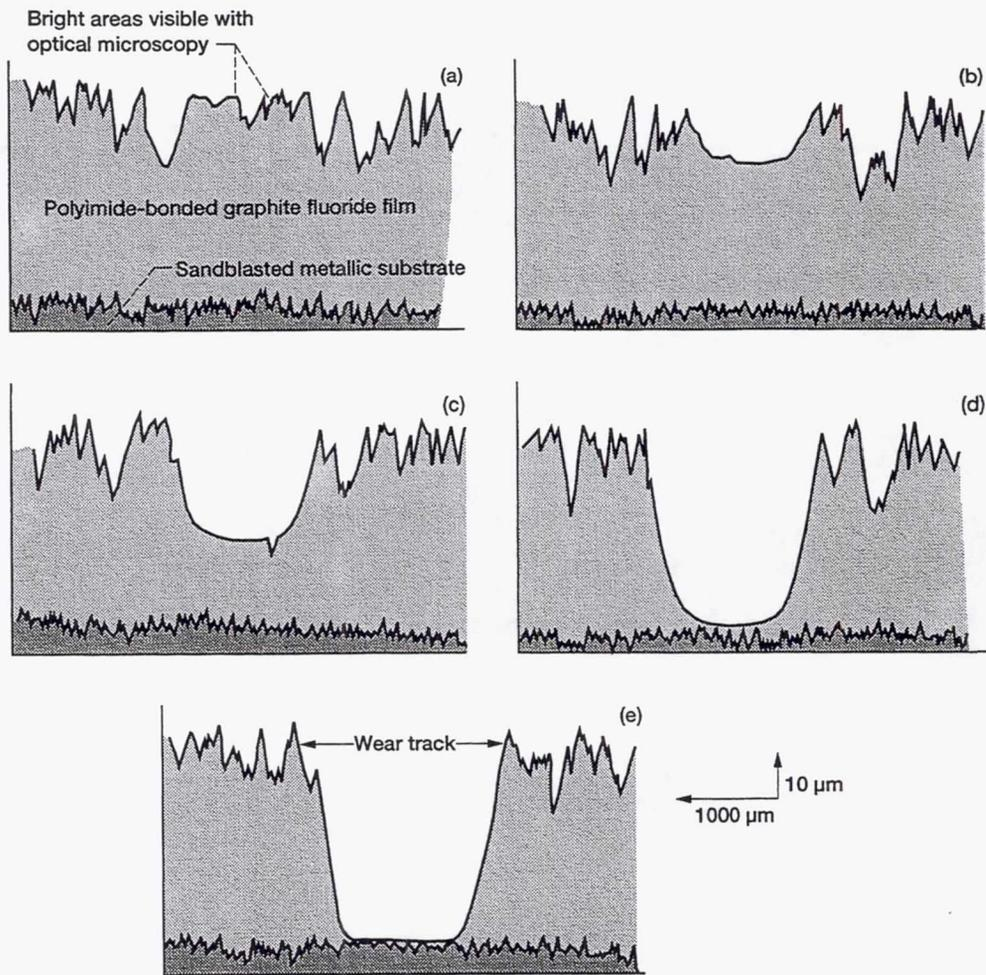 Bright areas visible with
optical microscopy
(a)
(b)
Polyimide-bonded graphite fluoride film
Sandblasted metallic substrate
(c)
(d)
(e)
Wear track
10 µm
1000 µm